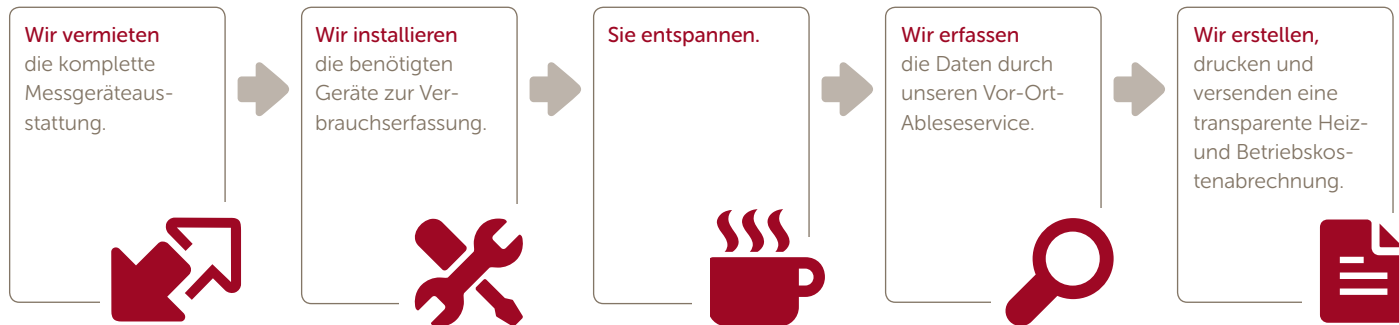 Wir vermieten
die komplette
Messgeräteaus-
stattung.
Wir installieren
die benötigten
Geräte zur Ver-
brauchserfassung.
Sie entspannen.
Wir erfassen
die Daten durch
unseren Vor-Ort-
Ableseservice.
Wir erstellen,
drucken und
versenden eine
transparente Heiz-
und Betriebskos-
tenabrechnung.